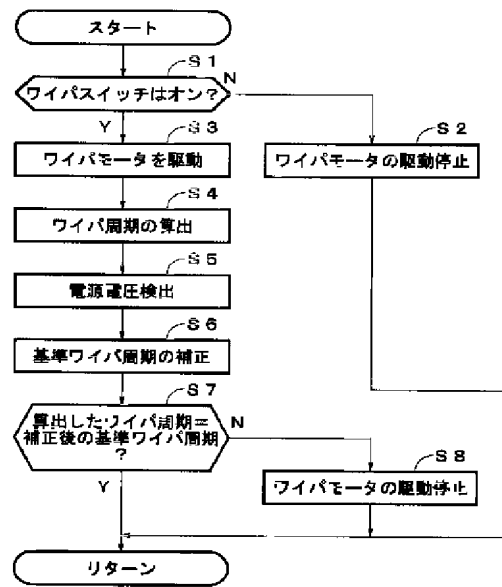 スタート
S1
ワイパスイッチはオン?
N
Y
S3
ワイパモータを駆動
S2
ワイパモータの駆動停止
S4
ワイパ周期の算出
S5
電源電圧検出
S6
基準ワイパ周期の補正
S7
算出したワイパ周期=
補正後の基準ワイパ周期
?
N
Y
S8
ワイパモータの駆動停止
リターン